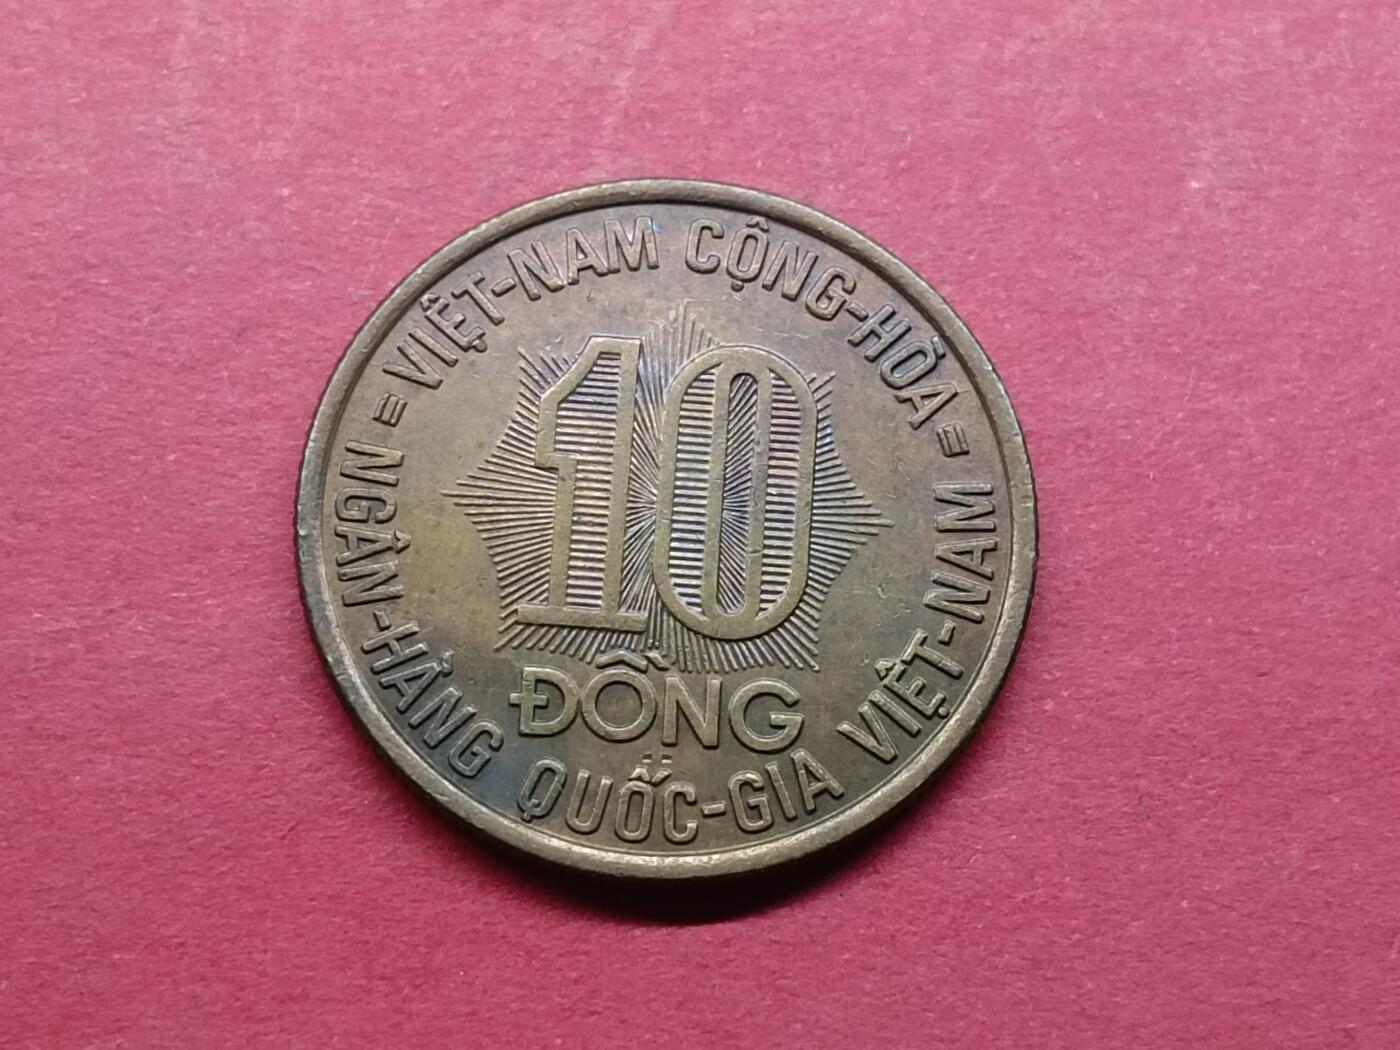 = VIỆT-NAM CỘNG-HÒA =
10
ĐỒNG
NGÂN-HÀNG QUỐC-GIA VIỆT-NAM